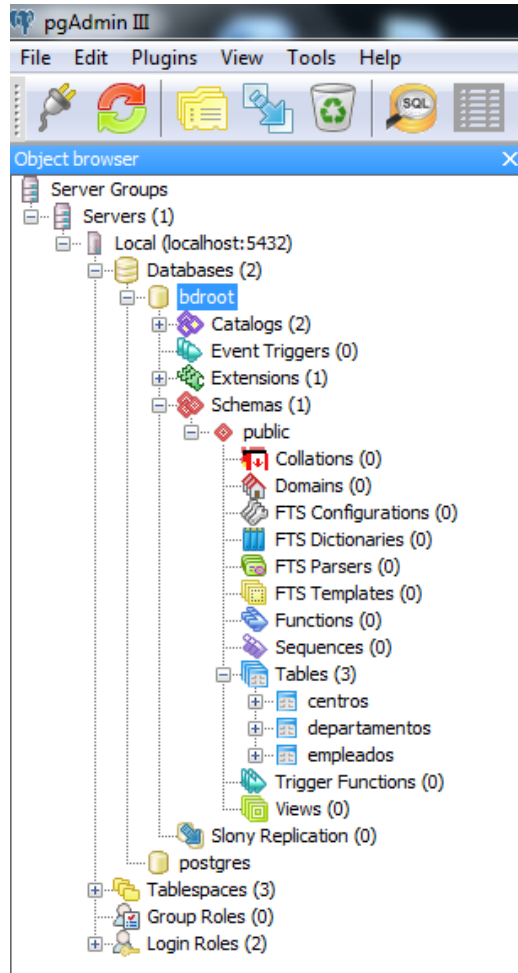 pgAdmin III
File Edit Plugins View Tools Help
SQL
Object browser
Server Groups
Servers (1)
Local (localhost:5432)
Databases (2)
bdroot
Catalogs (2)
Event Triggers (0)
Extensions (1)
Schemas (1)
public
Collations (0)
Domains (0)
FTS Configurations (0)
FTS Dictionaries (0)
FTS Parsers (0)
FTS Templates (0)
Functions (0)
Sequences (0)
Tables (3)
centros
departamentos
empleados
Trigger Functions (0)
Views (0)
Slony Replication (0)
postgres
Tablespaces (3)
Group Roles (0)
Login Roles (2)